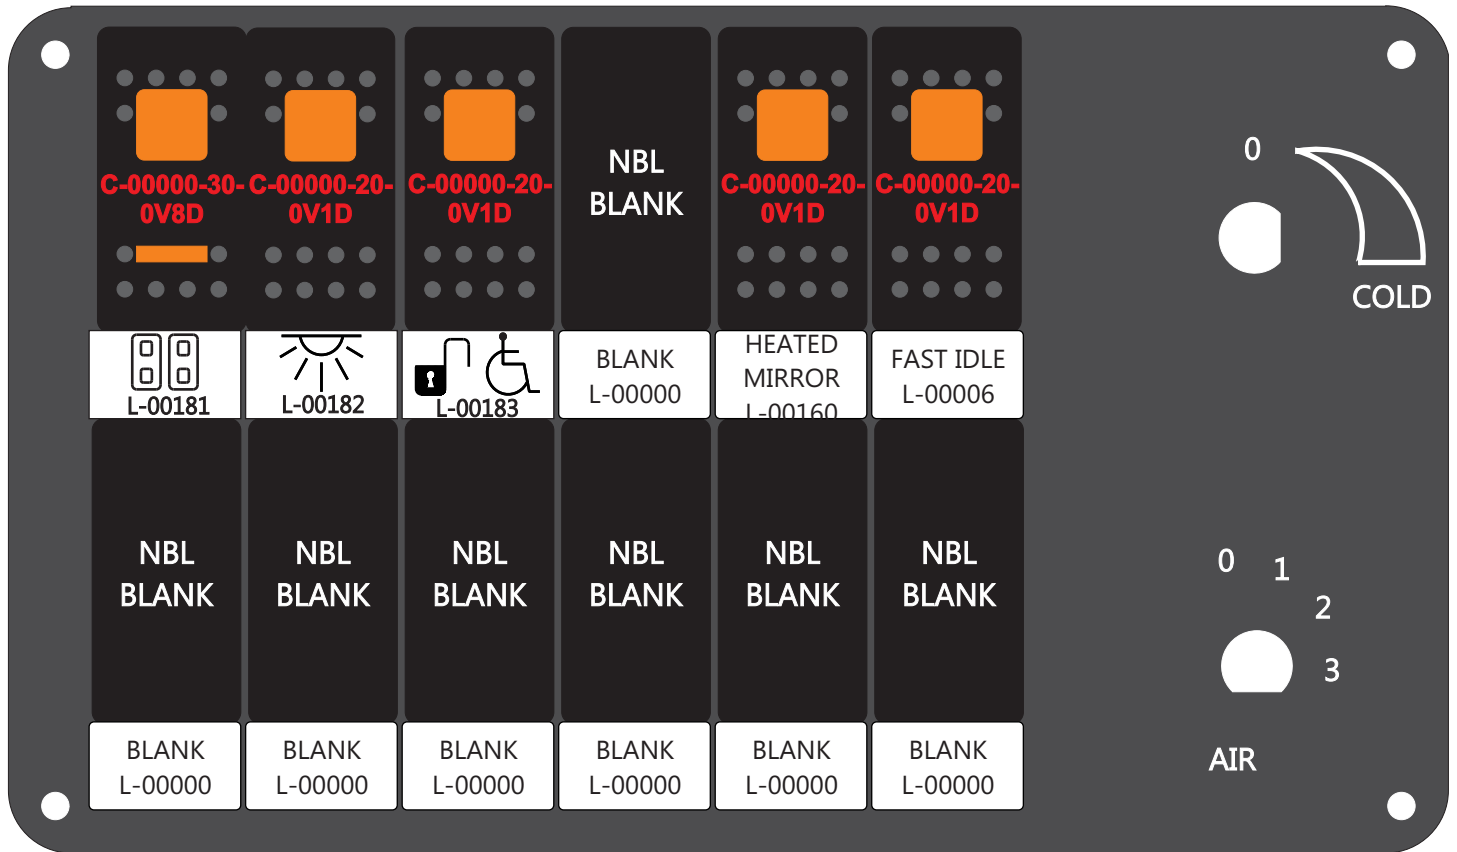 C-00000-30-
0V8D
C-00000-20-
0V1D
C-00000-20-
0V1D
NBL
BLANK
C-00000-20-
0V1D
C-00000-20-
0V1D
L-00181
L-00182
L-00183
BLANK
L-00000
HEATED
MIRROR
L-00160
FAST IDLE
L-00006
0
COLD
NBL
BLANK
NBL
BLANK
NBL
BLANK
NBL
BLANK
NBL
BLANK
NBL
BLANK
BLANK
L-00000
BLANK
L-00000
BLANK
L-00000
BLANK
L-00000
BLANK
L-00000
BLANK
L-00000
0
1
2
3
AIR